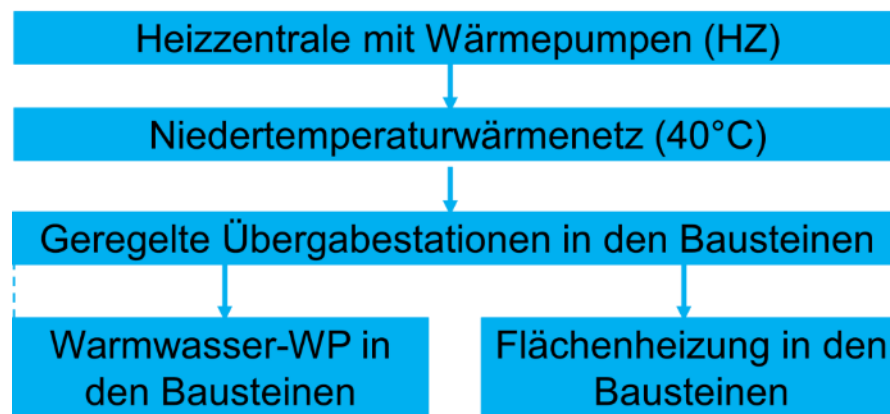 Heizzentrale mit Wärmepumpen (HZ)
Niedertemperaturwärmenetz (40°C)
Geregelte Übergabestationen in den Bausteinen
Warmwasser-WP in
den Bausteinen
Flächenheizung in den
Bausteinen